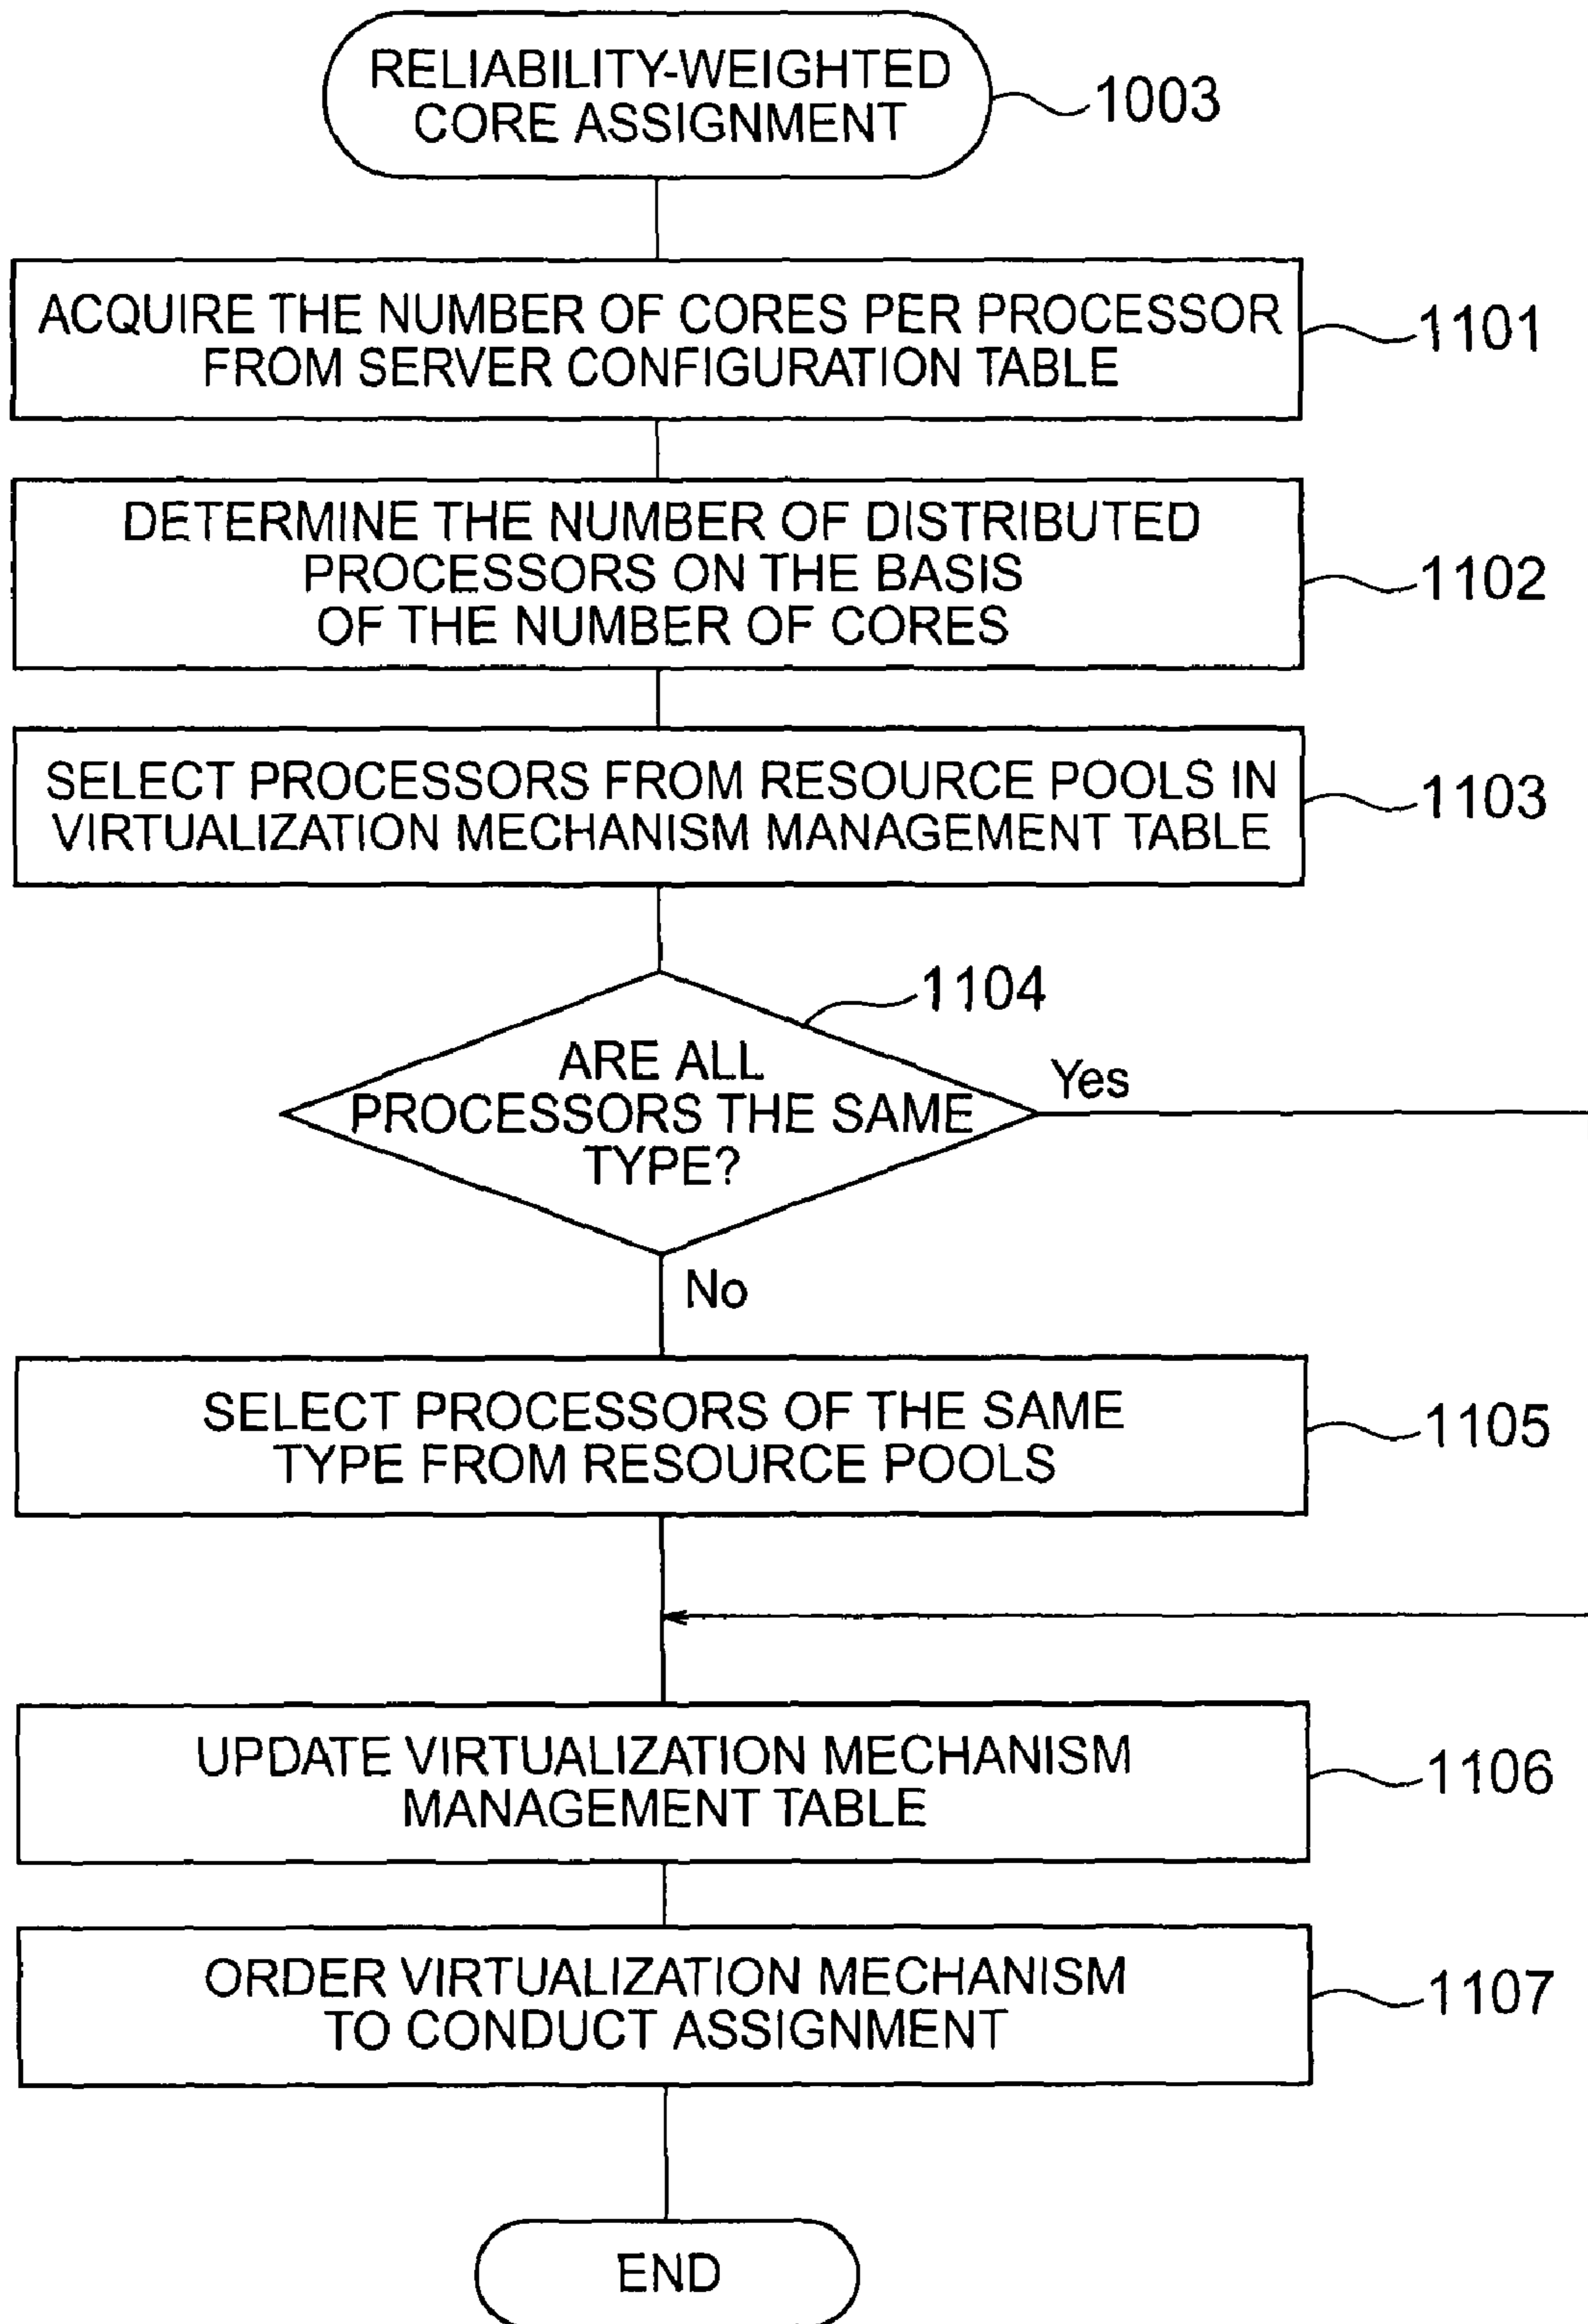 RELIABILITY-WEIGHTED
CORE ASSIGNMENT
1003
ACQUIRE THE NUMBER OF CORES PER PROCESSOR
FROM SERVER CONFIGURATION TABLE
1101
DETERMINE THE NUMBER OF DISTRIBUTED
PROCESSORS ON THE BASIS
OF THE NUMBER OF CORES
1102
SELECT PROCESSORS FROM RESOURCE POOLS IN
VIRTUALIZATION MECHANISM MANAGEMENT TABLE
1103
1104
ARE ALL
PROCESSORS THE SAME
TYPE?
Yes
No
SELECT PROCESSORS OF THE SAME
TYPE FROM RESOURCE POOLS
1105
UPDATE VIRTUALIZATION MECHANISM
MANAGEMENT TABLE
1106
ORDER VIRTUALIZATION MECHANISM
TO CONDUCT ASSIGNMENT
1107
END